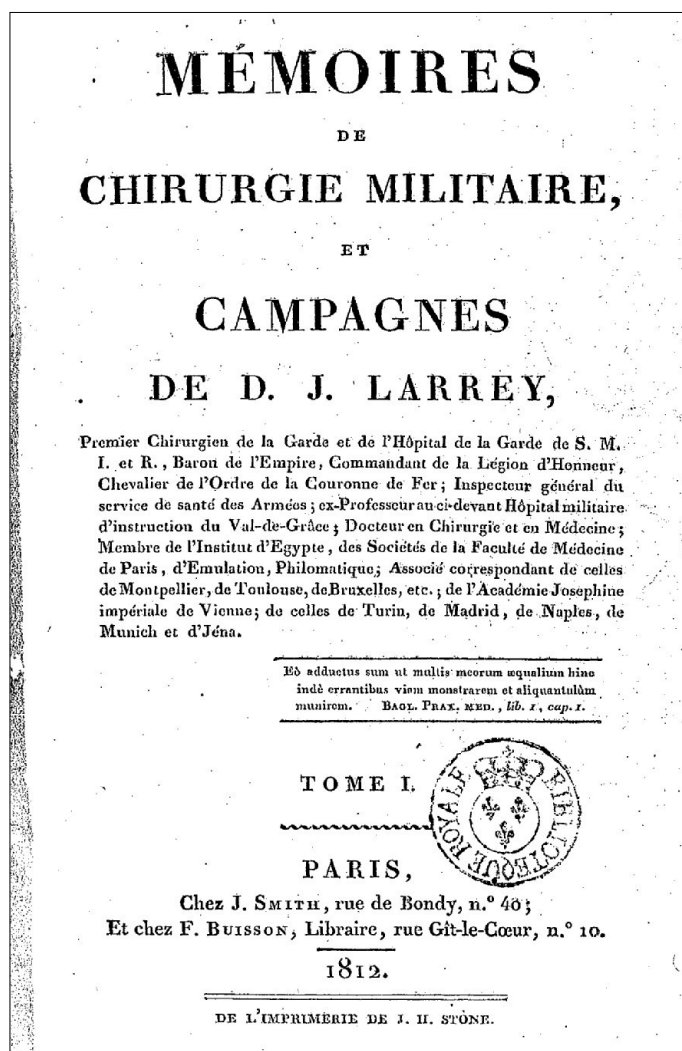 MÉMOIRES
DE
CHIRURGIE MILITAIRE,
ET
CAMPAGNES
DE D. J. LARREY,
Premier Chirurgien de la Garde et de l'Hôpital de la Garde de S. M.
I. et R., Baron de l'Empire, Commandant de la Légion d'Honneur,
Chevalier de l'Ordre de la Couronne de Fer; Inspecteur général du
service de santé des Armées; ex-Professeur au ci-devant Hôpital militaire
d'instruction du Val-de-Grâce; Docteur en Chirurgie et en Médecine;
Membre de l'Institut d'Egypte, des Sociétés de la Faculté de Médecine
de Paris, d'Emulation, Philomatique; Associé correspondant de celles
de Montpellier, de Toulouse, de Bruxelles, etc.; de l'Académie Josephine
impériale de Vienne; de celles de Turin, de Madrid, de Naples, de
Munich et d'Jéna.
Eò adductus sum ut multis meorum æqualium hinc
indè errantibus viam monstrarem et aliquantulùm
munirem. BAGL. PRAX. MED., lib. I, cap. I.
TOME I.
BIBLIOTEQUE ROYALE
PARIS,
Chez J. SMITH, rue de Bondy, n.º 40;
Et chez F. BUISSON, Libraire, rue Gît-le-Cœur, n.º 10.
1812.
DE L'IMPRIMERIE DE J. H. STÔNE.